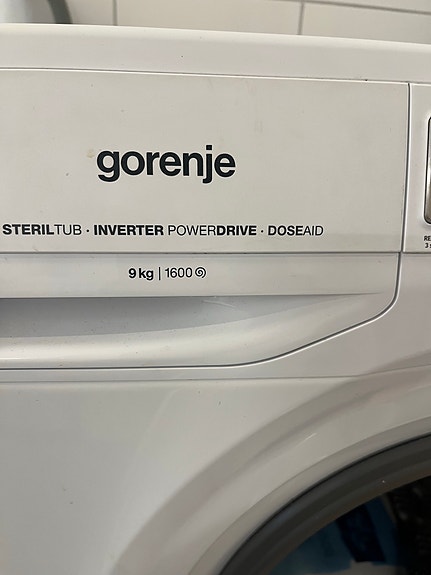 gorenje
STERILTUB · INVERTER POWERDRIVE · DOSEAID
9 kg | 1600